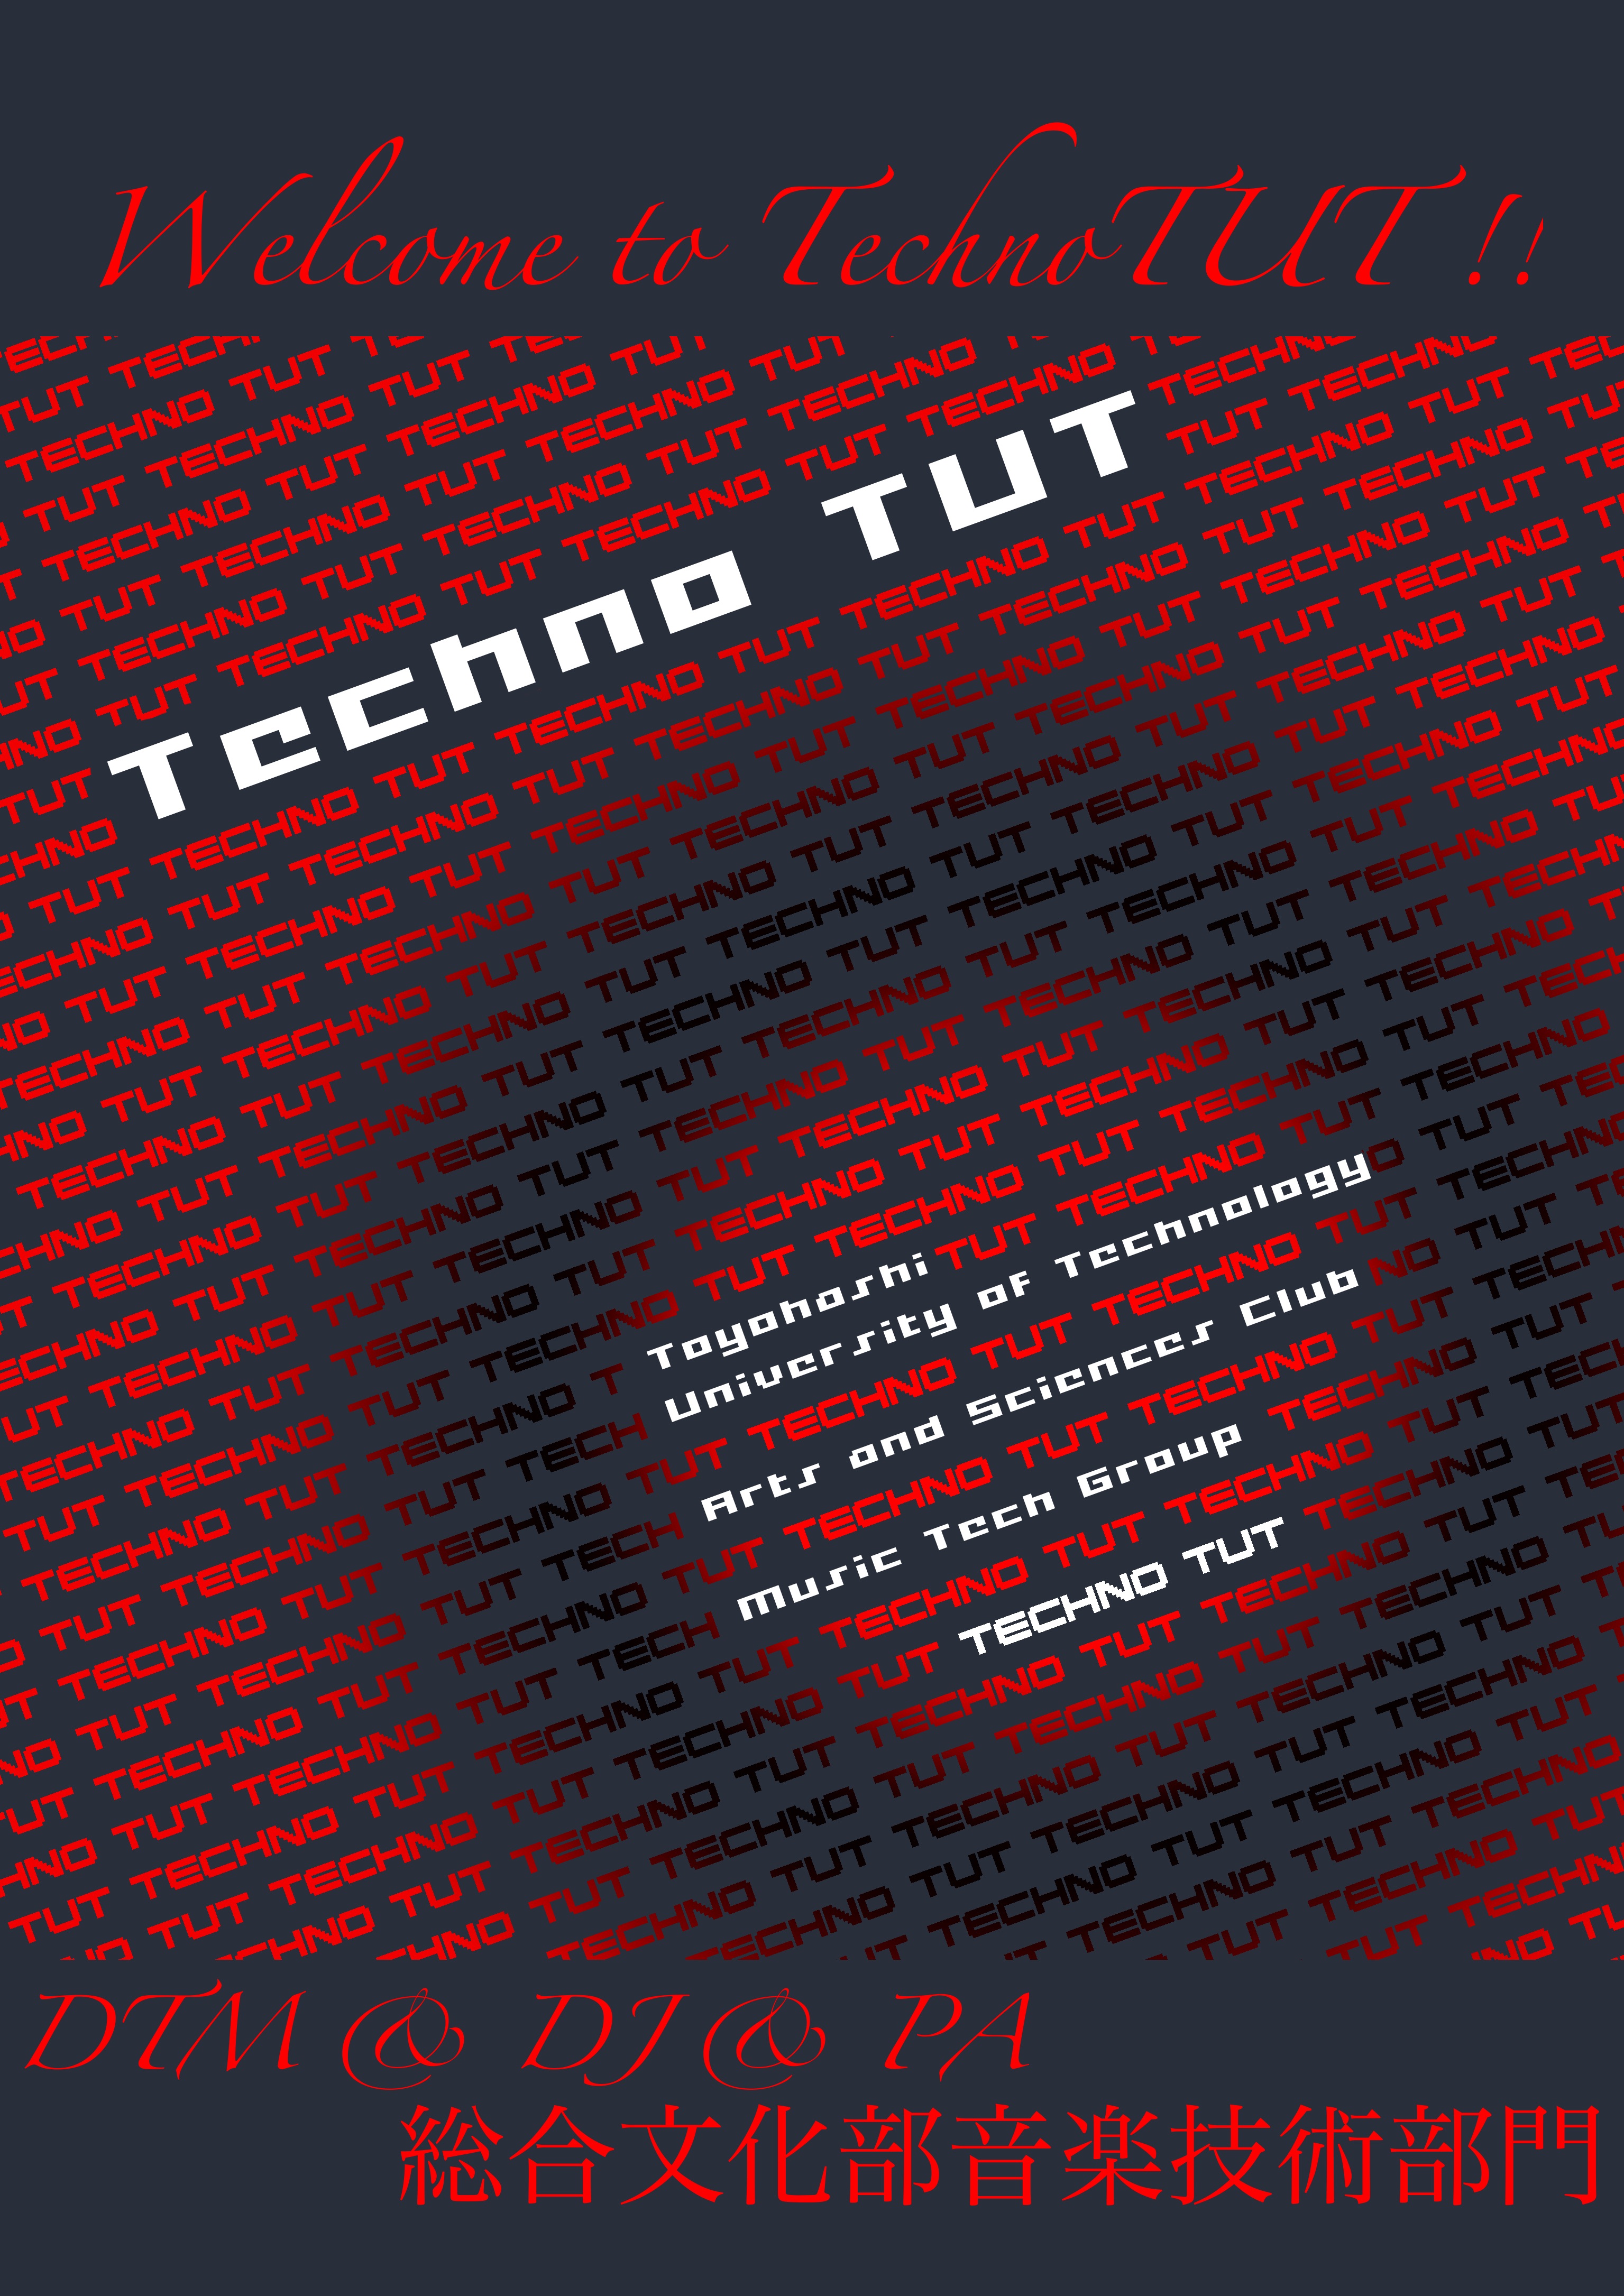 Welcome to TechnoTUT !!
Techno TUT
Toyohashi
University of Technology
Arts and Sciences Club
Music Tech Group
TECHNO TUT
DTM & DJ & PA
総合文化部音楽技術部門